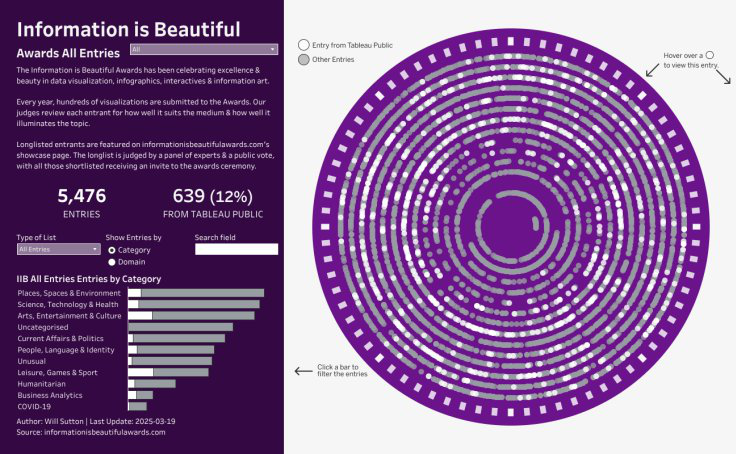 Information is Beautiful
Awards All Entries
All
The Information is Beautiful Awards has been celebrating excellence &
beauty in data visualization, infographics, interactives & information art.
Every year, hundreds of visualizations are submitted to the Awards. Our
judges review each entrant for how well it suits the medium & how well it
illuminates the topic.
Longlisted entrants are featured on informationisbeautifulawards.com's
showcase page. The longlist is judged by a panel of experts & a public vote,
with all those shortlisted receiving an invite to the awards ceremony.
5,476
ENTRIES
639 (12%)
FROM TABLEAU PUBLIC
Type of List
All Entries
Show Entries by
Category
Domain
Search field
IIB All Entries Entries by Category
Places, Spaces & Environment
Science, Technology & Health
Arts, Entertainment & Culture
Uncategorised
Current Affairs & Politics
People, Language & Identity
Unusual
Leisure, Games & Sport
Humanitarian
Business Analytics
COVID-19
Author: Will Sutton | Last Update: 2025-03-19
Source: informationisbeautifulawards.com
Entry from Tableau Public
Other Entries
Hover over a
to view this entry.
Click a bar to
filter the entries